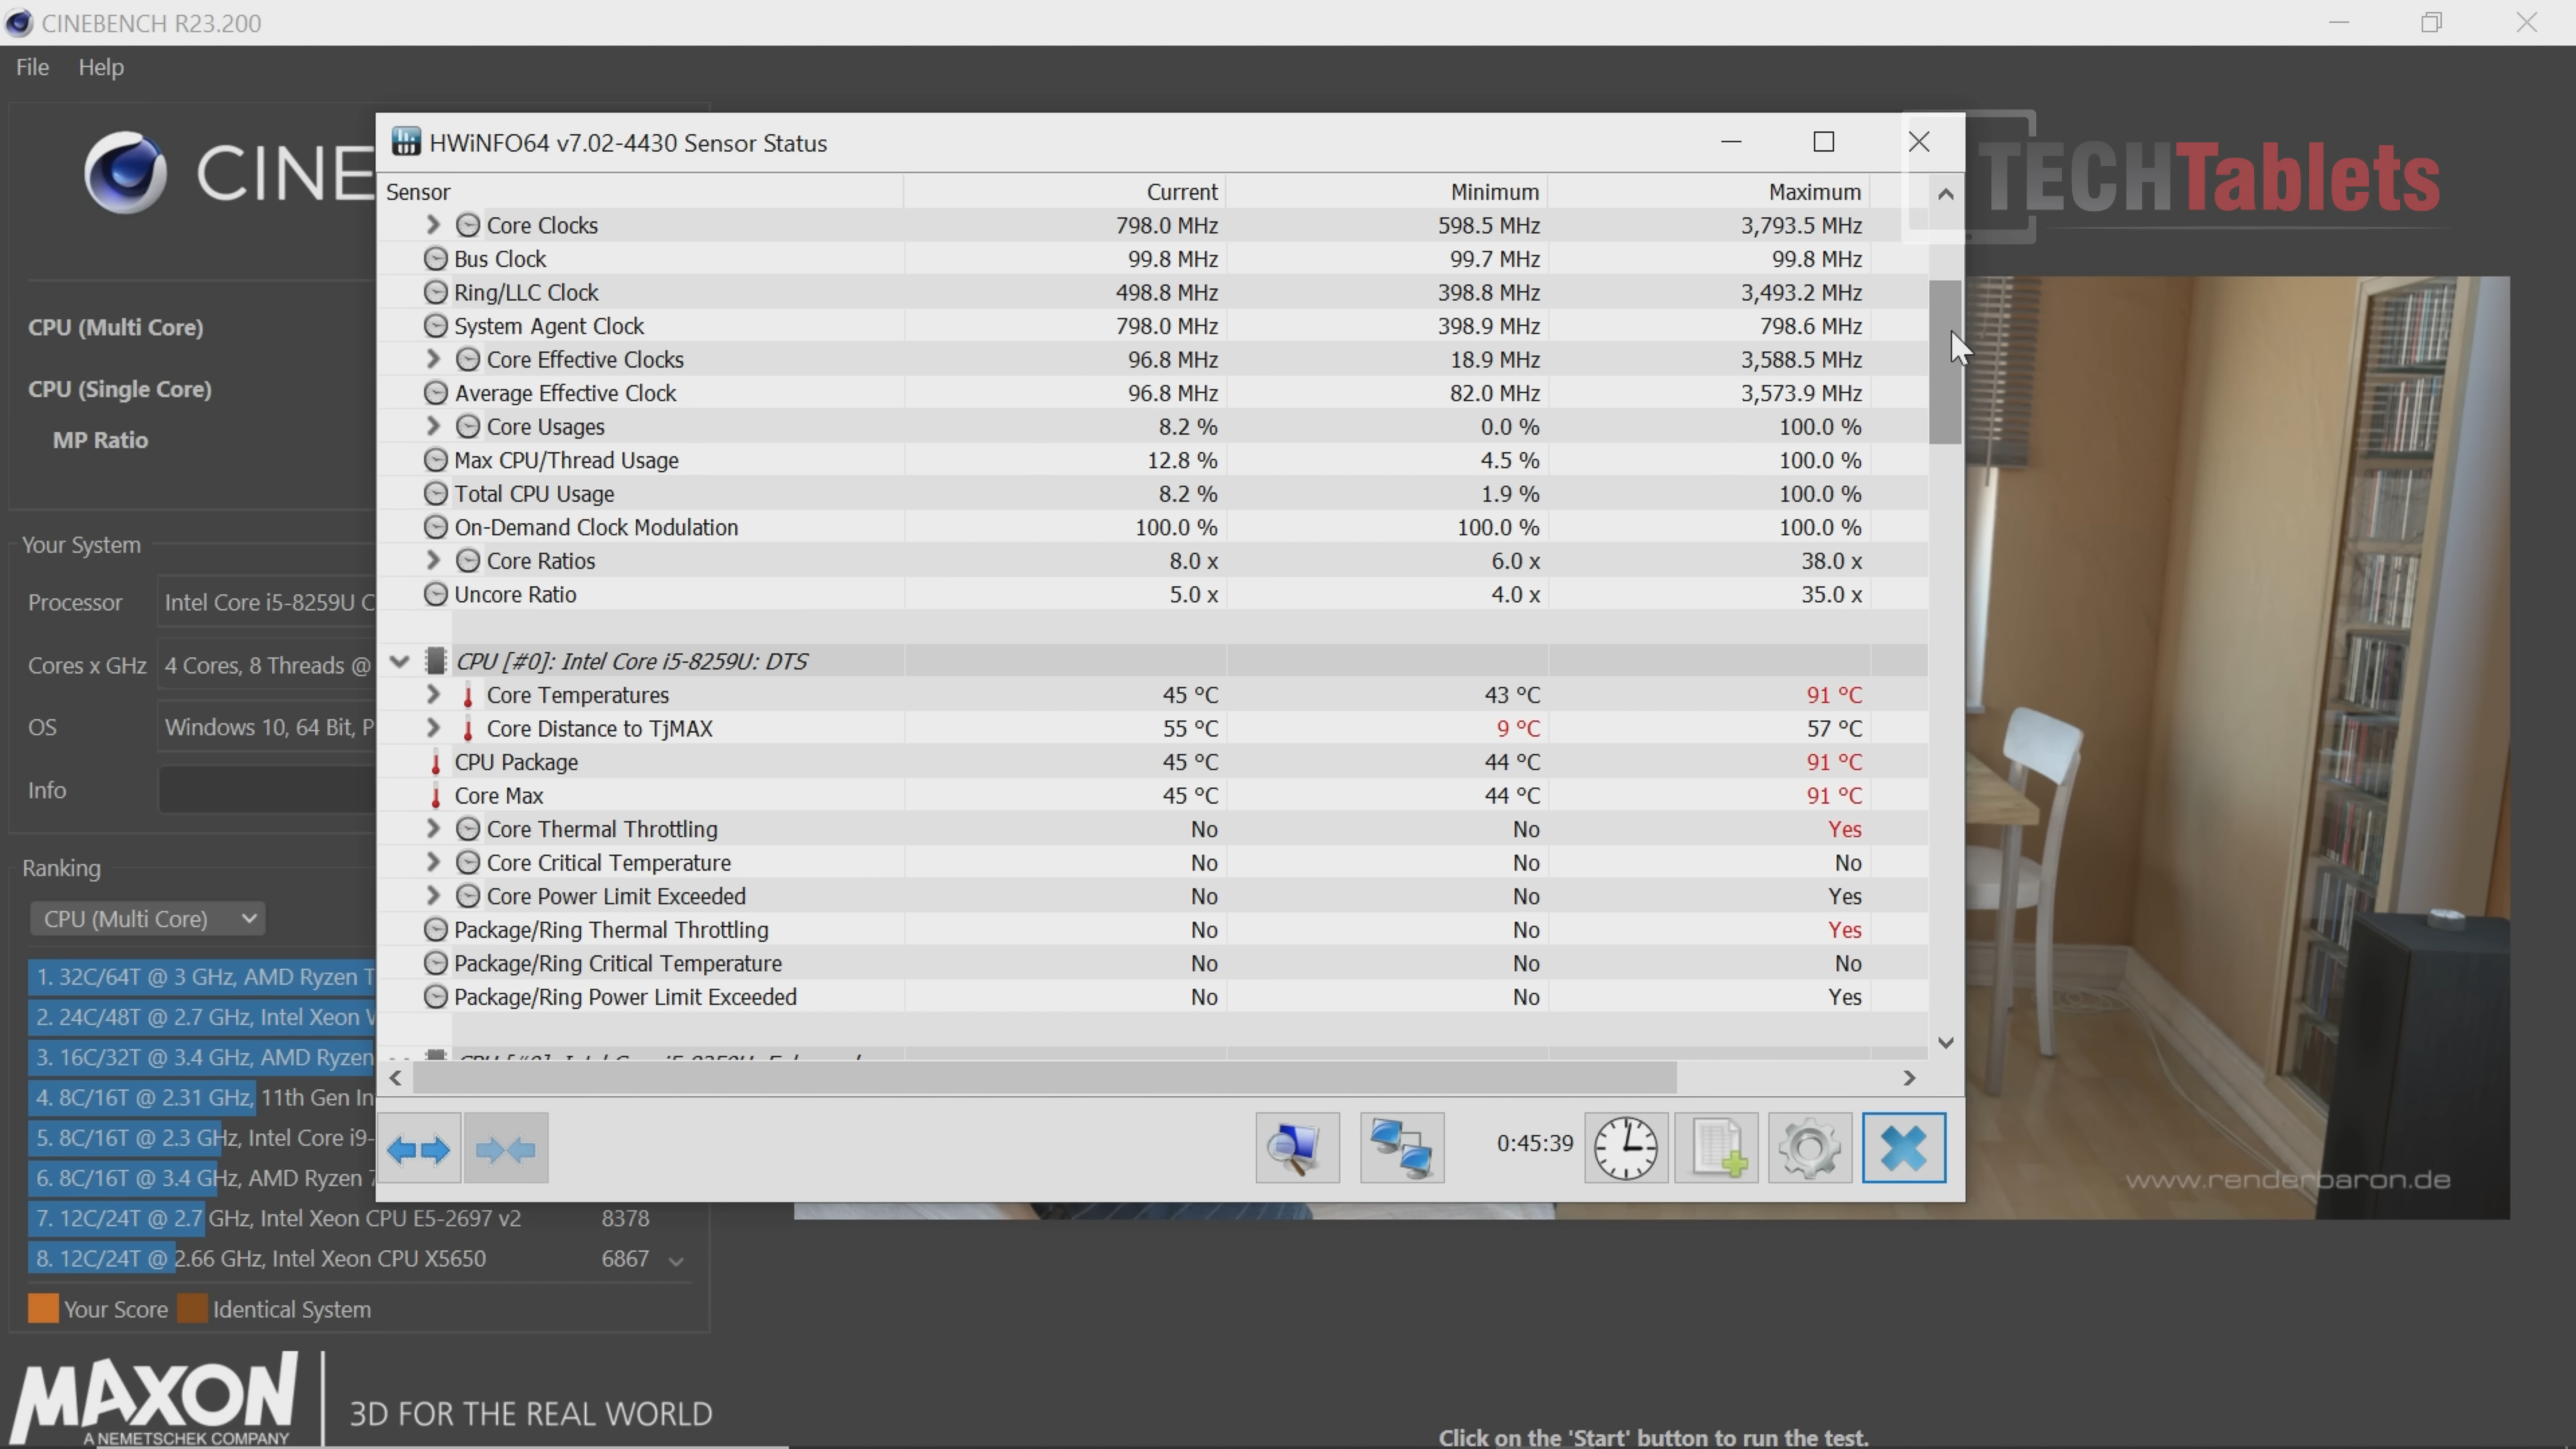 CINEBENCH R23.200
File Help
CINE
HWiNFO64 v7.02-4430 Sensor Status
TECHTablets
Sensor Current Minimum Maximum
Core Clocks 798.0 MHz 598.5 MHz 3,793.5 MHz
Bus Clock 99.8 MHz 99.7 MHz 99.8 MHz
Ring/LLC Clock 498.8 MHz 398.8 MHz 3,493.2 MHz
System Agent Clock 798.0 MHz 398.9 MHz 798.6 MHz
Core Effective Clocks 96.8 MHz 18.9 MHz 3,588.5 MHz
Average Effective Clock 96.8 MHz 82.0 MHz 3,573.9 MHz
Core Usages 8.2 % 0.0 % 100.0 %
Max CPU/Thread Usage 12.8 % 4.5 % 100.0 %
Total CPU Usage 8.2 % 1.9 % 100.0 %
On-Demand Clock Modulation 100.0 % 100.0 % 100.0 %
Core Ratios 8.0 x 6.0 x 38.0 x
Uncore Ratio 5.0 x 4.0 x 35.0 x
CPU [#0]: Intel Core i5-8259U: DTS
Core Temperatures 45 °C 43 °C 91 °C
Core Distance to TjMAX 55 °C 9 °C 57 °C
CPU Package 45 °C 44 °C 91 °C
Core Max 45 °C 44 °C 91 °C
Core Thermal Throttling No No Yes
Core Critical Temperature No No No
Core Power Limit Exceeded No No Yes
Package/Ring Thermal Throttling No No Yes
Package/Ring Critical Temperature No No No
Package/Ring Power Limit Exceeded No No Yes
0:45:39
CPU (Multi Core)
CPU (Single Core)
MP Ratio
Your System
Processor Intel Core i5-8259U C
Cores x GHz 4 Cores, 8 Threads @
OS Windows 10, 64 Bit, P
Info
Ranking
CPU (Multi Core)
1. 32C/64T @ 3 GHz, AMD Ryzen T
2. 24C/48T @ 2.7 GHz, Intel Xeon W
3. 16C/32T @ 3.4 GHz, AMD Ryzen
4. 8C/16T @ 2.31 GHz, 11th Gen In
5. 8C/16T @ 2.3 GHz, Intel Core i9-
6. 8C/16T @ 3.4 GHz, AMD Ryzen 7
7. 12C/24T @ 2.7 GHz, Intel Xeon CPU E5-2697 v2 8378
8. 12C/24T @ 2.66 GHz, Intel Xeon CPU X5650 6867
Your Score Identical System
www.renderbaron.de
MAXON
A NEMETSCHEK COMPANY
3D FOR THE REAL WORLD
Click on the 'Start' button to run the test.